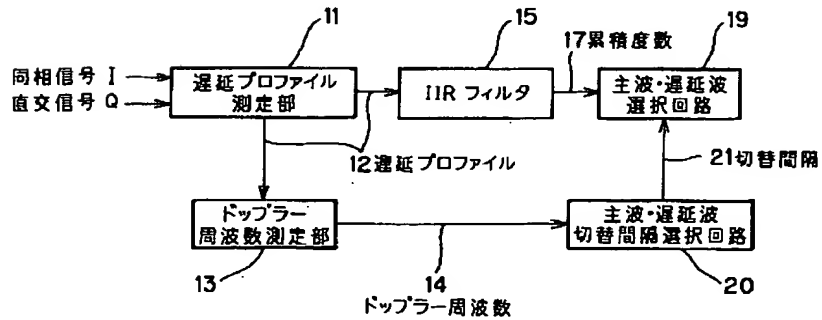 11
15
17累積度数
19
同相信号 I
直交信号 Q
遅延プロファイル
測定部
IIR フィルタ
主波・遅延波
選択回路
12遅延プロファイル
21切替間隔
ドップラー
周波数測定部
主波・遅延波
切替間隔選択回路
13
14
20
ドップラー周波数